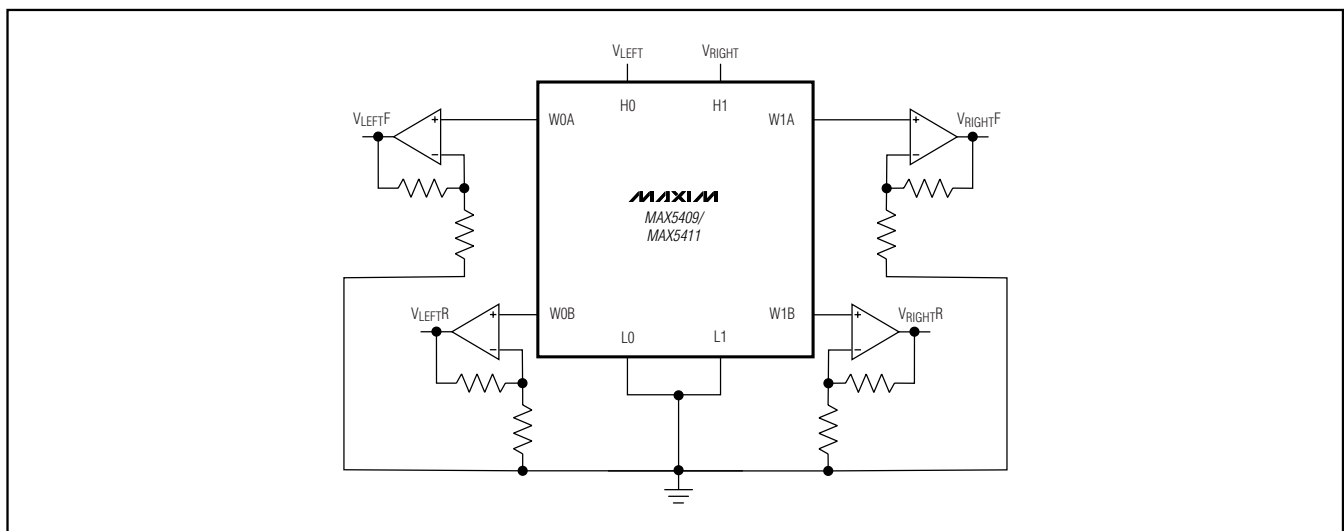 VLEFT VRIGHT
H0 H1
VLEFTF W0A + W1A + VRIGHTF
− −
MAXIM
MAX5409/
MAX5411
VLEFTR W0B + W1B + VRIGHTR
− −
L0 L1